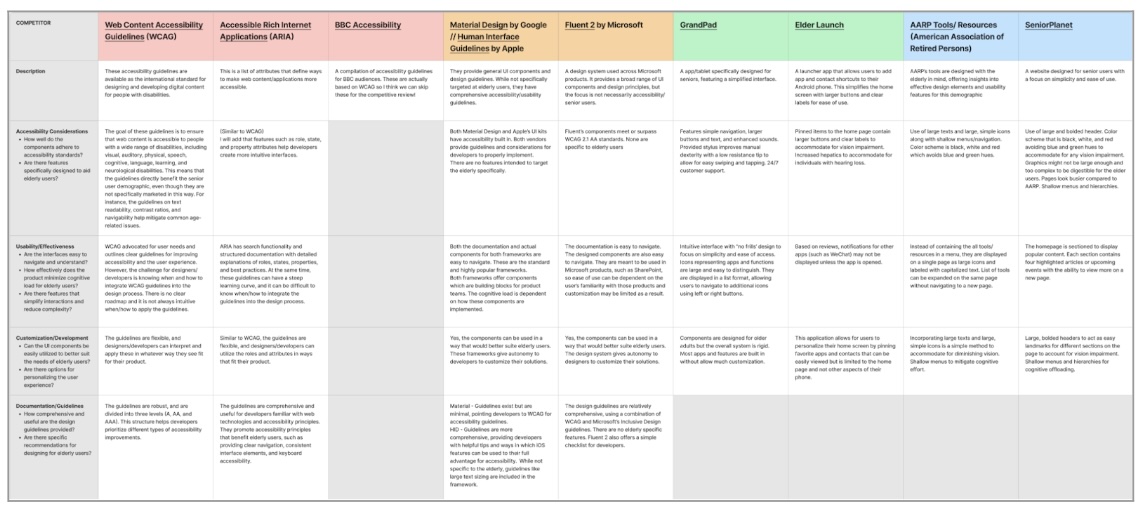 COMPETITOR
Web Content Accessibility
Guidelines (WCAG)
Accessible Rich Internet
Applications (ARIA)
BBC Accessibility
Material Design by Google
// Human Interface
Guidelines by Apple
Fluent 2 by Microsoft
GrandPad
Elder Launch
AARP Tools/ Resources
(American Association of
Retired Persons)
SeniorPlanet
Description
These accessibility guidelines are
available as the international standard for
designing and developing digital content
for people with disabilities.
This is a list of attributes that define ways
to make web content/applications more
accessible.
A compilation of accessibility guidelines
for BBC audiences. These are actually
based on WCAG so I think we can skip
these for the competitive review!
They provide general UI components and
design guidelines. While not specifically
targeted at elderly users, they have
comprehensive accessibility/usability
guidelines.
A design system used across Microsoft
products. It provides a broad range of UI
components and design principles, but
the focus is not necessarily accessibility/
senior users.
A app/tablet specifically designed for
seniors, featuring a simplified interface.
A launcher app that allows users to add
app and contact shortcuts to their
Android phone. This simplifies the home
screen with larger buttons and clear
labels for ease of use.
AARP's tools are designed with the
elderly in mind, offering insights into
effective design elements and usability
features for this demographic
A website designed for senior users with
a focus on simplicity and ease of use.
Accessibility Considerations
• How well do the
components adhere to
accessibility standards?
• Are there features
specifically designed to aid
elderly users?
The goal of these guidelines is to ensure
that web content is accessible to people
with a wide range of disabilities, including
visual, auditory, physical, speech,
cognitive, language, learning, and
neurological disabilities. This means that
the guidelines directly benefit the senior
user demographic, even though they are
not specifically marketed in this way. For
Instance, the guidelines on text
readability, contrast ratios, and
navigability help mitigate common age-
related issues.
(Similar to WCAG)
I will add that features such as role, state,
and property attributes help developers
create more intuitive interfaces.
Both Material Design and Apple's UI kits
have accessibility built in. Both vendors
provide guidelines and considerations for
developers to properly implement.
There are no features intended to target
the elderly specifically.
Fluent's components meet or surpass
WCAG 2.1 AA standards. None are
specific to elderly users
Features simple navigation, larger
buttons and text, and enhanced sounds.
Provided stylus improves manual
dexterity with a low resistance tip to
allow for easy swiping and tapping. 24/7
customer support.
Pinned items to the home page contain
larger buttons and clear labels to
accommodate for vision impairment.
Color scheme is black, white and red
which avoids blue and green hues.
Increased hepatics to accommodate for
individuals with hearing loss.
Use of large texts and large, simple icons
along with shallow menus/navigation.
Color scheme is black, white and red
which avoids blue and green hues.
Use of large and bolded header. Color
scheme that is black, white, and red
avoiding blue and green hues to
accommodate for any vision impairment.
Graphics might not be large enough and
too complex to be digestible for the elder
users. Pages look busier compared to
AARP. Shallow menus and hierarchies.
Usability/Effectiveness
• Are the interfaces easy to
navigate and understand?
• How effectively does the
product minimize cognitive
load for elderly users?
• Are there features that
simplify interactions and
reduce complexity?
WCAG advocated for user needs and
outlines clear guidelines for improving
accessibility and the user experience.
However, the challenge for designers/
developers is knowing when and how to
integrate WCAG guidelines into the
design process. There is no clear
roadmap and it is not always intuitive
when/how to apply the guidelines.
ARIA has search functionality and
structured documentation with detailed
explanations of roles, states, properties,
and best practices. At the same time,
these guidelines can have a steep
learning curve, and it can be difficult to
know when/how to integrate the
guidelines into the design process.
Both the documentation and actual
components for both frameworks are
easy to navigate. These are the standard
and highly popular frameworks.
Both frameworks offer components
which are building blocks for product
teams. The cognitive load is dependent
on how these components are
implemented.
The documentation is easy to navigate.
The designed components are also easy
to navigate. They are meant to be used in
Microsoft products, such as SharePoint,
so ease of use can be dependent on the
user's familiarity with those products and
customization may be limited as a result.
Intuitive interface with 'no frills' design to
focus on simplicity and ease of access.
Icons representing apps and functions
are large and easy to distinguish. They
are displayed in a list format, allowing
users to navigate to additional icons
using left or right buttons.
Eased on reviews, notifications for other
apps (such as WeChat) may not be
displayed unless the app is opened.
Instead of containing the all tools/
resources in a menu, they are displayed
on a single page as large icons and
labeled with capitalized text. List of tools
can be expanded on the same page
without navigating to a new page.
The homepage is sectioned to display
popular content. Each section contains
four highlighted articles or upcoming
events with the ability to view more on a
new page.
Customization/Development
• Can the UI components be
easily utilized to better suit
the needs of elderly users?
• Are there options for
personalizing the user
experience?
The guidelines are flexible, and
designers/developers can interpret and
apply these in whatever way they see fit
for their product.
Similar to WCAG, the guidelines are
flexible, and designers/developers can
utilize the roles and attributes in ways
that fit their product.
Yes, the components can be used in a
way that would better suite elderly users.
These frameworks give autonomy to
developers to customize their solutions.
Yes, the components can be used in a
way that would better suite elderly users.
The design system gives autonomy to
designers to customize their solutions.
Components are designed for older
adults but the overall system is rigid.
Most apps and features are built in
without allow much customization.
This application allows for users to
personalize their home screen by pinning
favorite apps and contacts that can be
easily viewed but is limited to the home
page and not other aspects of their
phone.
Incorporating large texts and large,
simple icons is a simple method to
accommodate for diminishing vision.
Shallow menus to mitigate cognitive
effort.
Large, bolded headers to act as easy
landmarks for different sections on the
page to account for vision impairment.
Shallow menus and hierarchies for
cognitive offloading.
Documentation/Guidelines
• How comprehensive and
useful are the design
guidelines provided?
• Are there specific
recommendations for
designing for elderly users?
The guidelines are robust, and are
divided into three levels (A, AA, and
AAA). This structure helps developers
prioritize different types of accessibility
improvements.
The guidelines are comprehensive and
useful for developers familiar with web
technologies and accessibility principles.
They promote accessibility principles
that benefit elderly users, such as
providing clear navigation, consistent
interface elements, and keyboard
accessibility.
Material - Guidelines exist but are
minimal, pointing developers to WCAG for
accessibility guidelines.
HIG - Guidelines are more
comprehensive, providing developers
with helpful tips and ways in which iOS
features can be used to their full
advantage for accessibility. While not
specific to the elderly, guidelines like
large text sizing are included in the
framework.
The design guidelines are relatively
comprehensive, using a combination of
WCAG and Microsoft's Inclusive Design
guidelines. There are no elderly specific
features. Fluent 2 also offers a simple
checklist for developers.